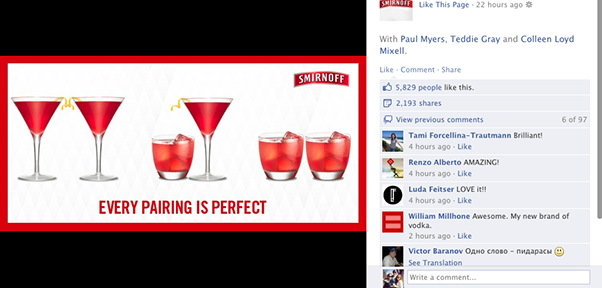 SMIRNOFF
EVERY PAIRING IS PERFECT
SMIRNOFF
Like This Page · 22 hours ago
With Paul Myers, Teddie Gray and Colleen Loyd
Mixell.
Like · Comment · Share
5,829 people like this.
2,193 shares
View previous comments 6 of 97
Tami Forcellina-Trautmann Brilliant!
4 hours ago · Like
Renzo Alberto AMAZING!
4 hours ago · Like
Luda Feitser LOVE it!!
4 hours ago · Like
William Millhone Awesome. My new brand of
vodka.
2 hours ago · Like
Victor Baranov Одно слово - пидарасы
See Translation
Write a comment...